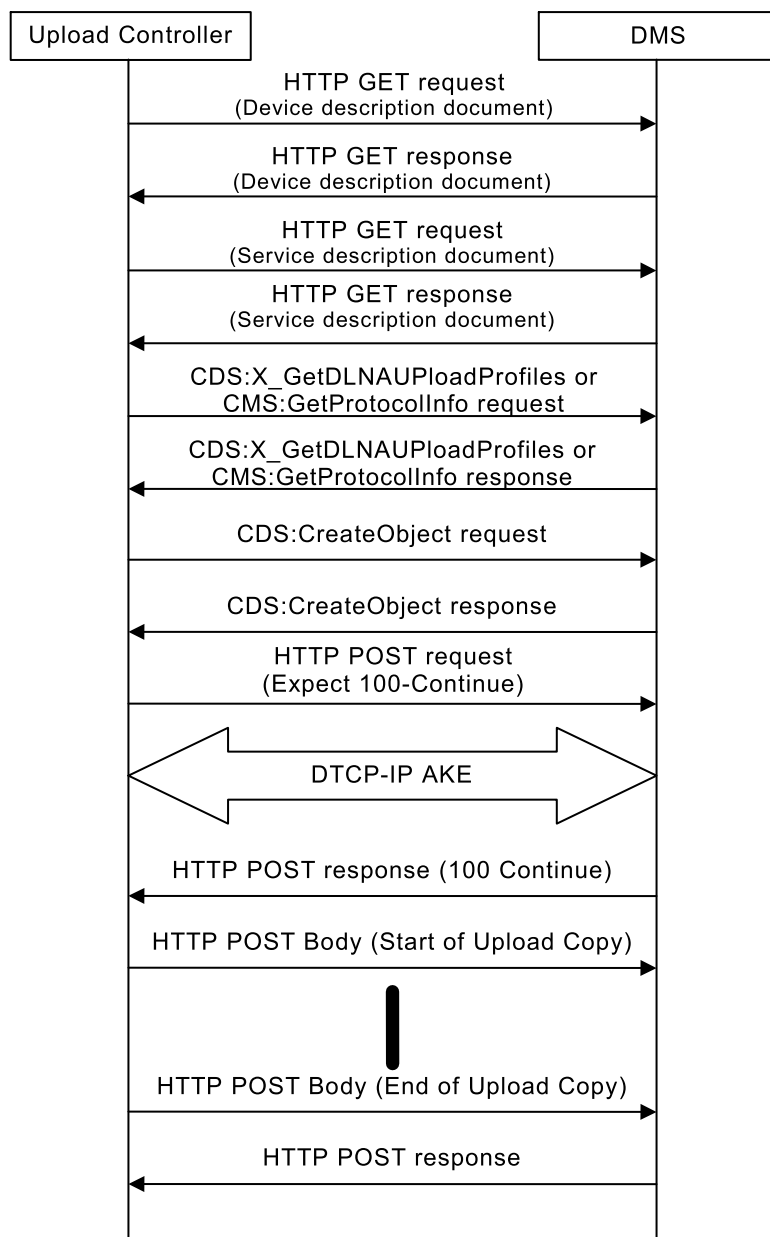 Upload Controller
DMS
HTTP GET request
(Device description document)
HTTP GET response
(Device description document)
HTTP GET request
(Service description document)
HTTP GET response
(Service description document)
CDS:X_GetDLNAUPloadProfiles or
CMS:GetProtocolInfo request
CDS:X_GetDLNAUPloadProfiles or
CMS:GetProtocolInfo response
CDS:CreateObject request
CDS:CreateObject response
HTTP POST request
(Expect 100-Continue)
DTCP-IP AKE
HTTP POST response (100 Continue)
HTTP POST Body (Start of Upload Copy)
HTTP POST Body (End of Upload Copy)
HTTP POST response